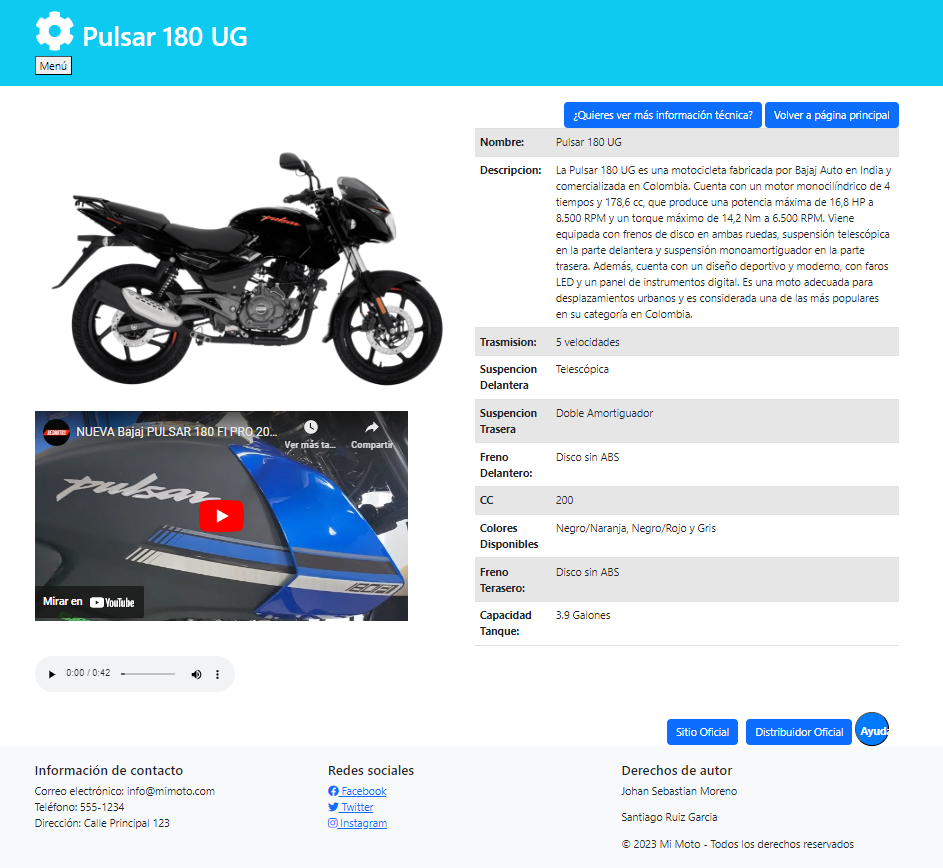 Pulsar 180 UG
Menú
¿Quieres ver más información técnica?
Volver a página principal
pulsar
Nombre: Pulsar 180 UG
Descripcion: La Pulsar 180 UG es una motocicleta fabricada por Bajaj Auto en India y
comercializada en Colombia. Cuenta con un motor monocilíndrico de 4
tiempos y 178,6 cc, que produce una potencia máxima de 16,8 HP a
8.500 RPM y un torque máximo de 14,2 Nm a 6.500 RPM. Viene
equipada con frenos de disco en ambas ruedas, suspensión telescópica
en la parte delantera y suspensión monoamortiguador en la parte
trasera. Además, cuenta con un diseño deportivo y moderno, con faros
LED y un panel de instrumentos digital. Es una moto adecuada para
desplazamientos urbanos y es considerada una de las más populares
en su categoría en Colombia.
Trasmision: 5 velocidades
Suspencion Telescópica
Delantera
Suspencion Doble Amortiguador
Trasera
Freno Disco sin ABS
Delantero:
CC 200
Colores Negro/Naranja, Negro/Rojo y Gris
Disponibles
Freno Disco sin ABS
Terasero:
Capacidad 3.9 Galones
Tanque:
NUEVA Bajaj PULSAR 180 FI PRO 20...
Ver más ta...
Compartir
pulsar
180
Mirar en YouTube
0:00 / 0:42
Sitio Oficial
Distribuidor Oficial
Ayuda
Información de contacto
Correo electrónico: info@mimoto.com
Teléfono: 555-1234
Dirección: Calle Principal 123
Redes sociales
Facebook
Twitter
Instagram
Derechos de autor
Johan Sebastian Moreno
Santiago Ruiz Garcia
© 2023 Mi Moto - Todos los derechos reservados